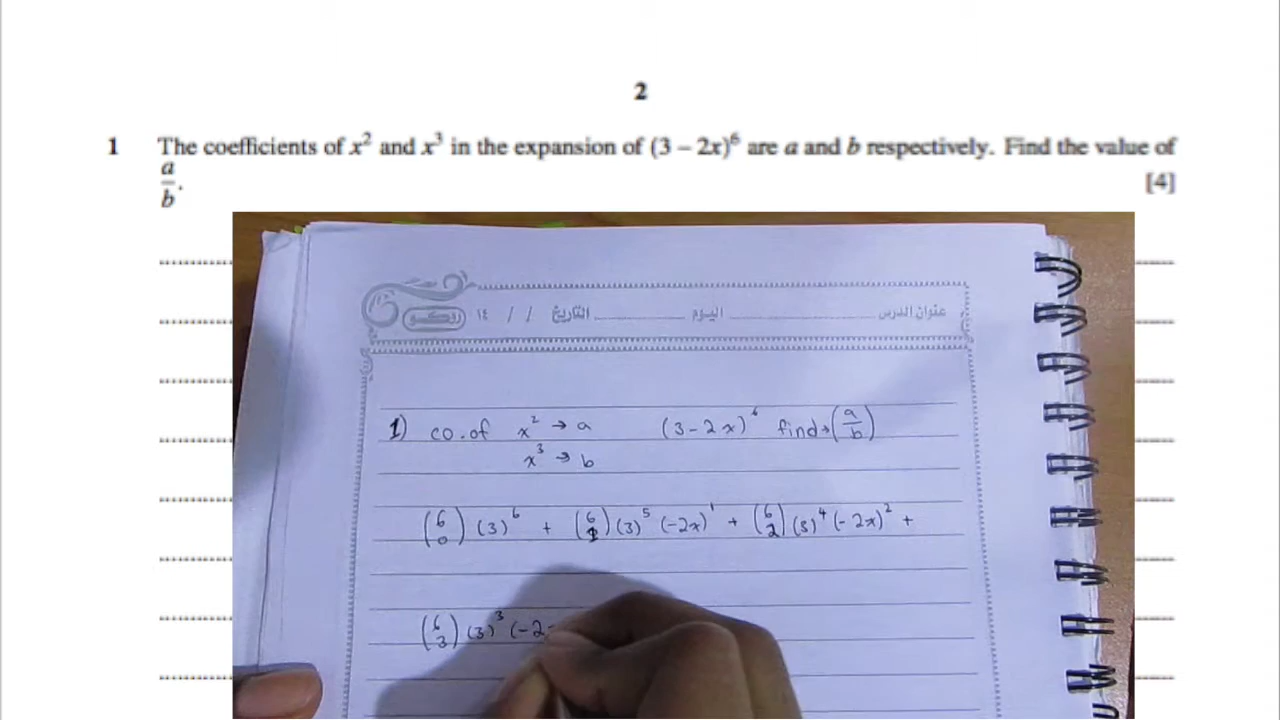 2
1 The coefficients of x² and x³ in the expansion of (3 – 2x)⁶ are a and b respectively. Find the value of
a/b. [4]
عنوان الدرس اليوم التاريخ / / ١٤
1) co. of x² → a (3 - 2x)⁶ find → (a/b)
x³ → b
(6 0) (3)⁶ + (6 1) (3)⁵ (-2x)¹ + (6 2) (3)⁴ (-2x)² +
(6 3) (3)³ (-2